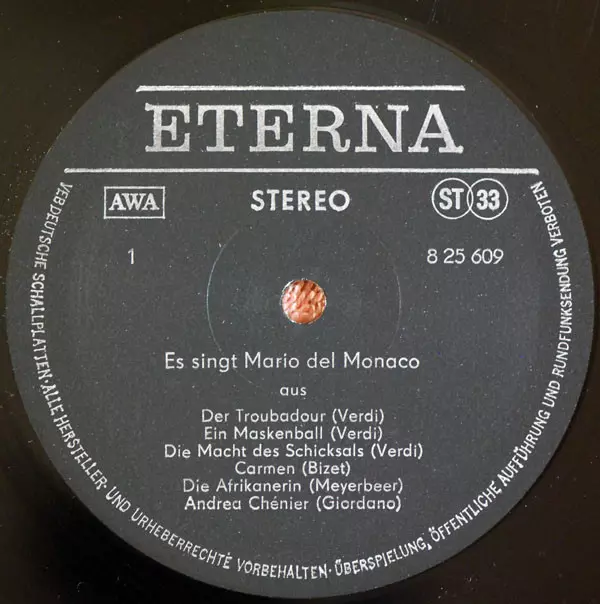 ETERNA
AWA
STEREO
ST 33
1
8 25 609
Es singt Mario del Monaco
aus
Der Troubadour (Verdi)
Ein Maskenball (Verdi)
Die Macht des Schicksals (Verdi)
Carmen (Bizet)
Die Afrikanerin (Meyerbeer)
Andrea Chénier (Giordano)
VEB DEUTSCHE SCHALLPLATTEN · ALLE HERSTELLER- UND URHEBERRECHTE VORBEHALTEN · ÜBERSPIELUNG, ÖFFENTLICHE AUFFÜHRUNG UND RUNDFUNKSENDUNG VERBOTEN